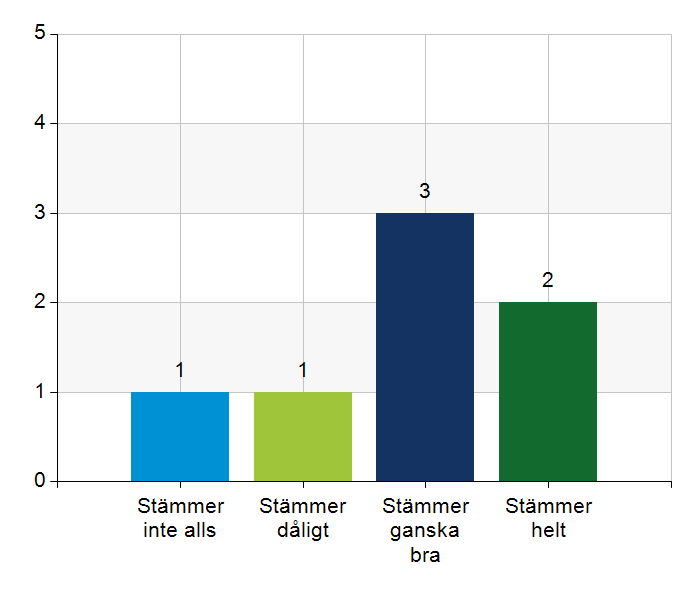 5
4
3
2
1
0
1
1
3
2
Stämmer
inte alls
Stämmer
dåligt
Stämmer
ganska
bra
Stämmer
helt